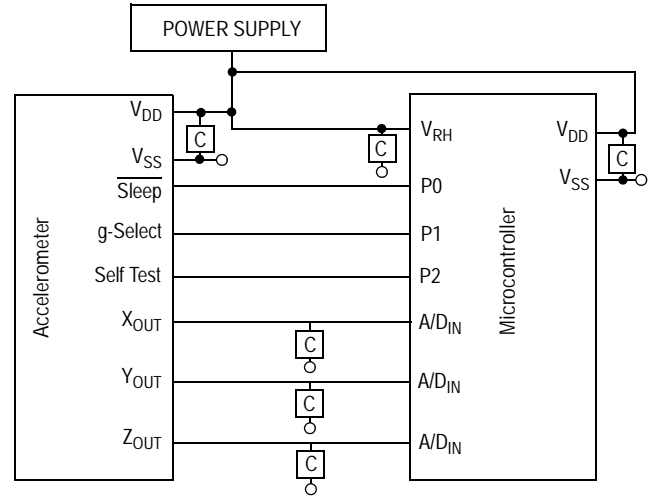 POWER SUPPLY
Accelerometer
V_DD
C
V_SS
Sleep
g-Select
Self Test
X_OUT
Y_OUT
Z_OUT
C
C
C
C
Microcontroller
V_RH
P0
P1
P2
A/D_IN
A/D_IN
A/D_IN
V_DD
C
V_SS